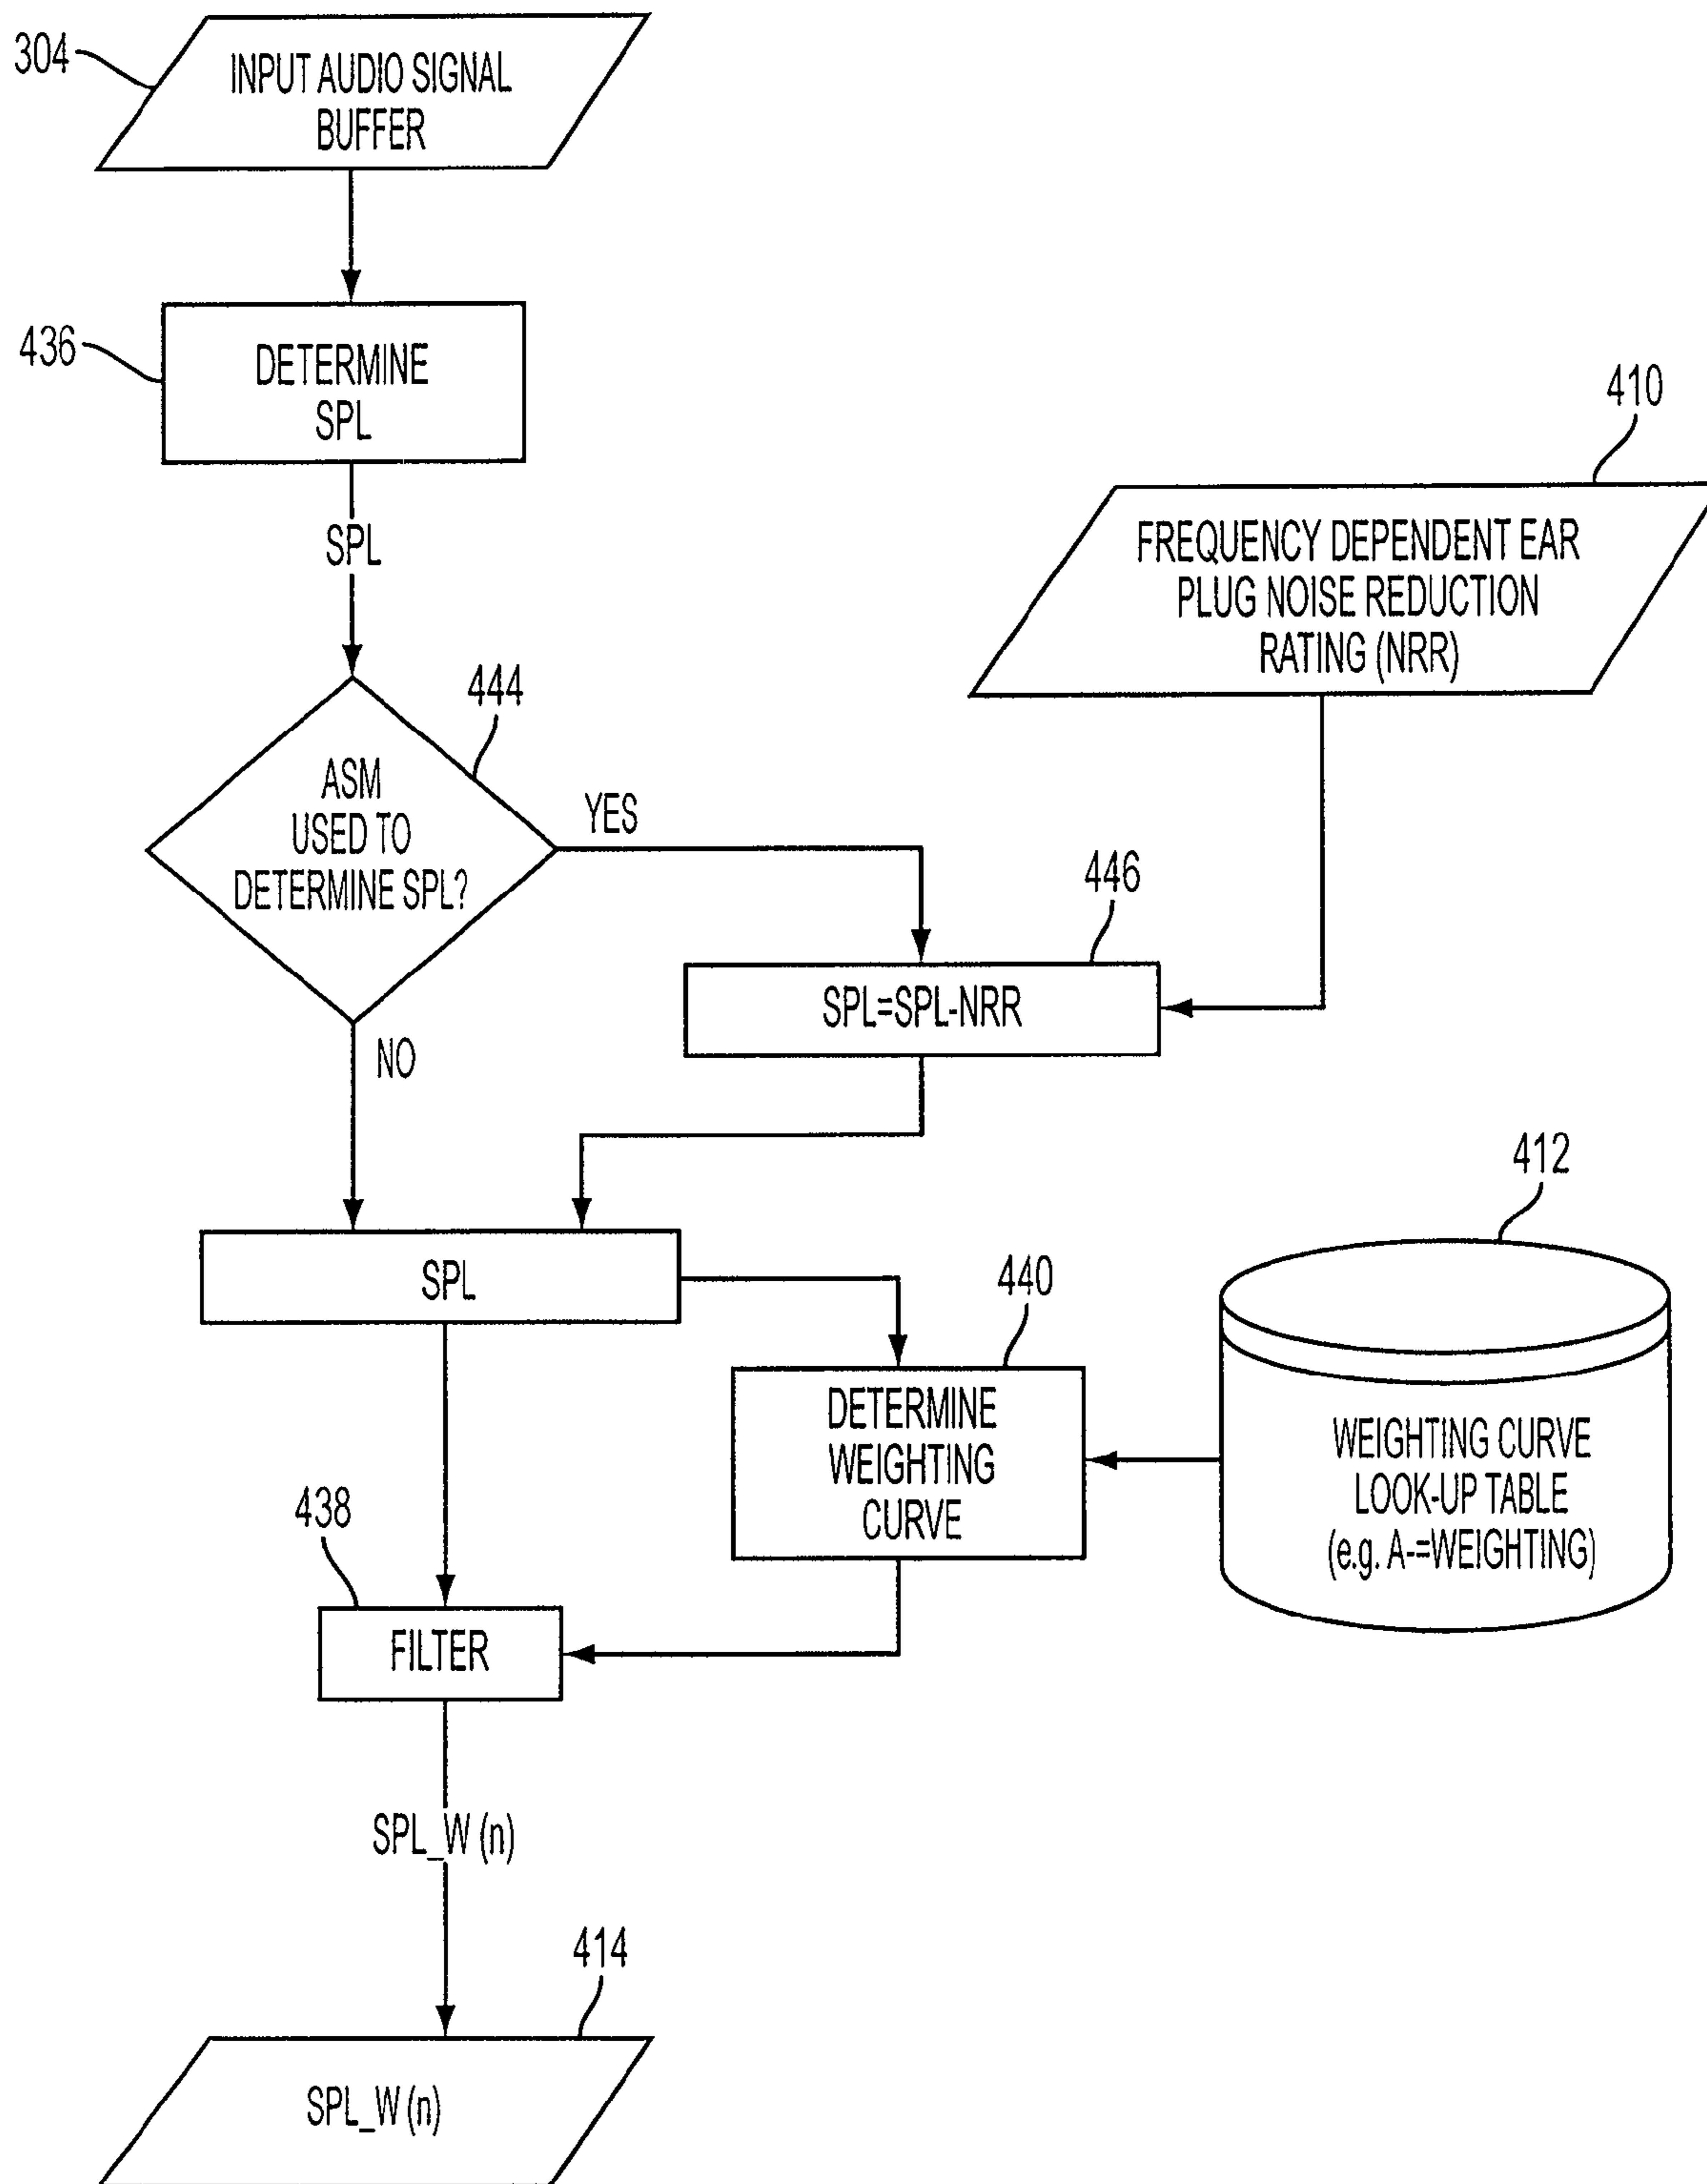 304
INPUT AUDIO SIGNAL
BUFFER
436
DETERMINE
SPL
SPL
410
FREQUENCY DEPENDENT EAR
PLUG NOISE REDUCTION
RATING (NRR)
444
ASM
USED TO
DETERMINE SPL?
YES
446
SPL=SPL-NRR
NO
412
SPL
440
DETERMINE
WEIGHTING
CURVE
WEIGHTING CURVE
LOOK-UP TABLE
(e.g. A-=WEIGHTING)
438
FILTER
SPL_W (n)
414
SPL_W (n)